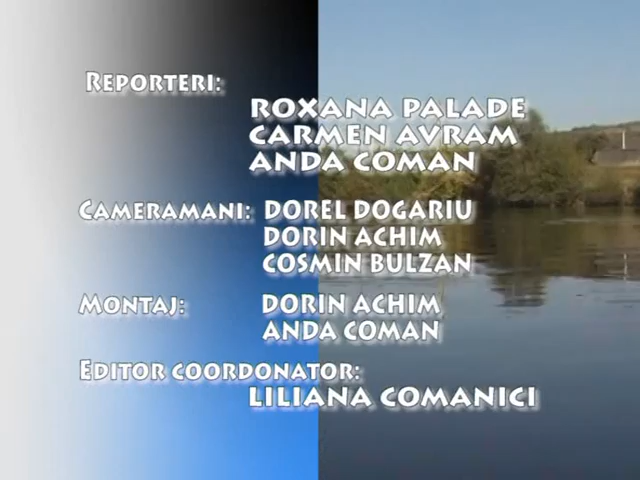 REPORTERI:
ROXANA PALADE
CARMEN AVRAM
ANDA COMAN
CAMERAMANI: DOREL DOGARIU
DORIN ACHIM
COSMIN BULZAN
MONTAJ: DORIN ACHIM
ANDA COMAN
EDITOR COORDONATOR:
LILIANA COMANICI